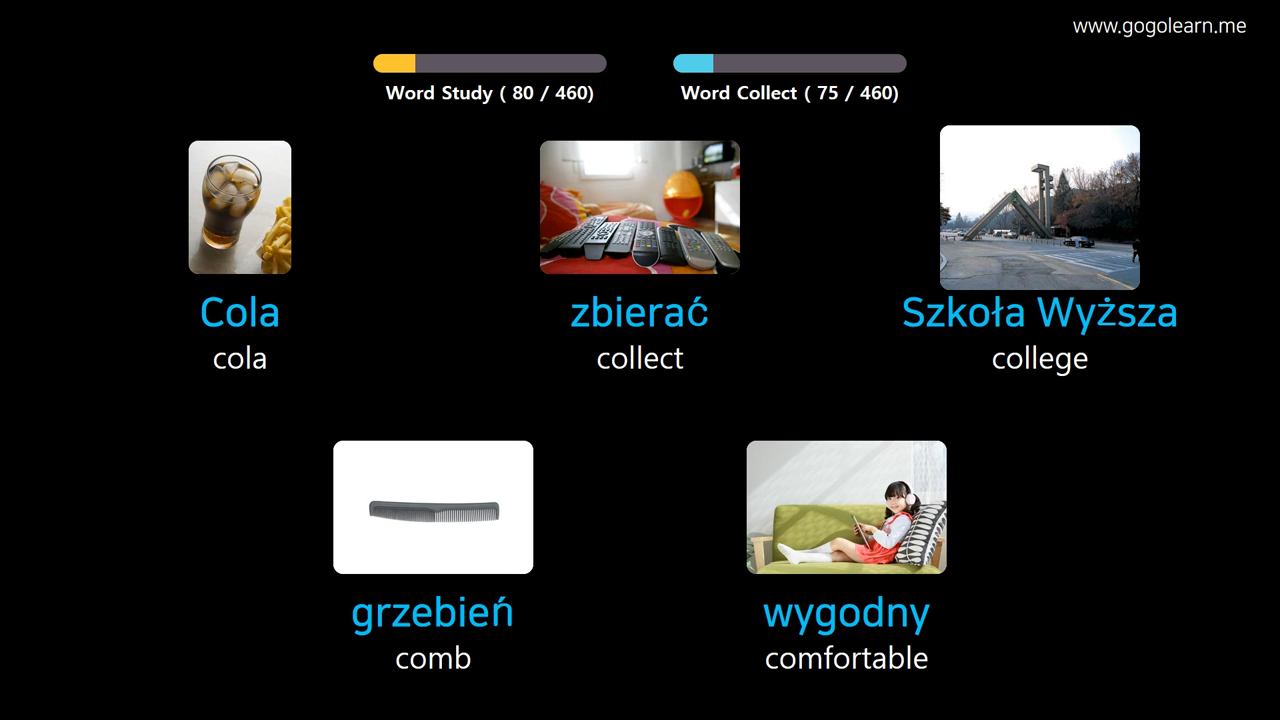 www.gogolearn.me
Word Study ( 80 / 460)
Word Collect ( 75 / 460)
Cola
cola
zbierać
collect
Szkoła Wyższa
college
grzebień
comb
wygodny
comfortable